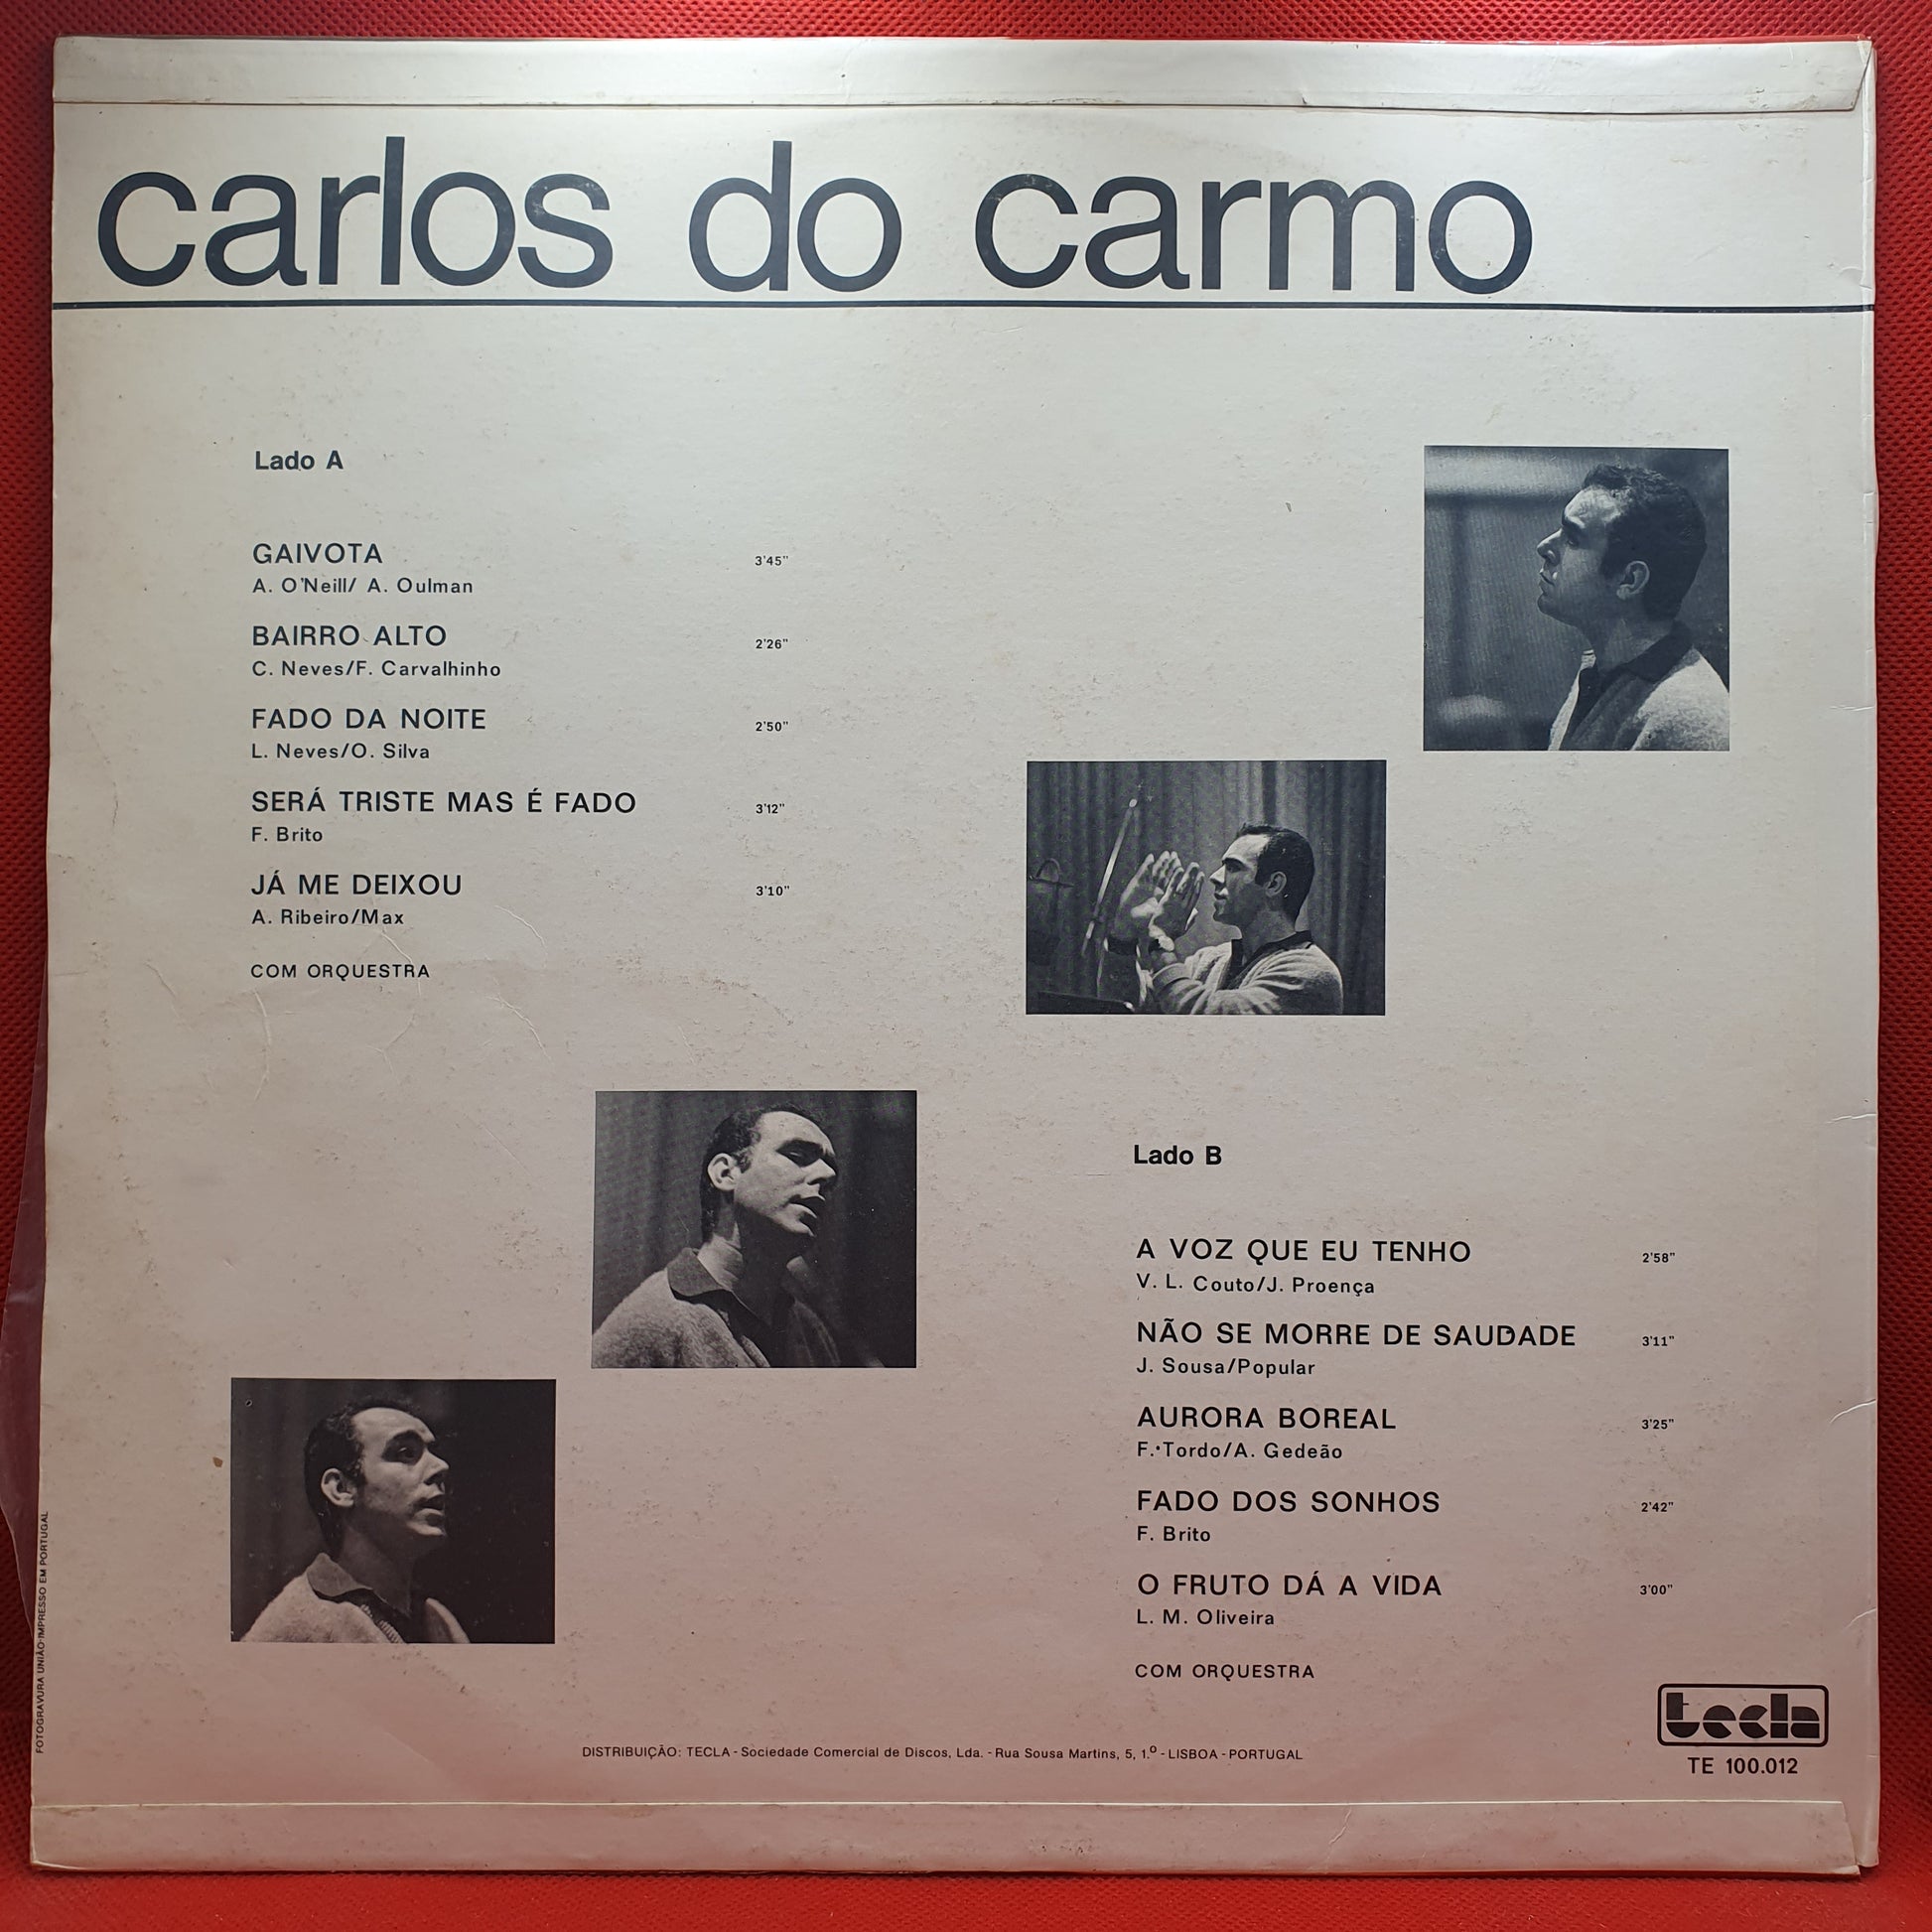 carlos do carmo
Lado A
GAIVOTA 3'45"
A. O'Neill/ A. Oulman
BAIRRO ALTO 2'26"
C. Neves/F. Carvalhinho
FADO DA NOITE 2'50"
L. Neves/O. Silva
SERÁ TRISTE MAS É FADO 3'12"
F. Brito
JÁ ME DEIXOU 3'10"
A. Ribeiro/Max
COM ORQUESTRA
Lado B
A VOZ QUE EU TENHO 2'58"
V. L. Couto/J. Proença
NÃO SE MORRE DE SAUDADE 3'11"
J. Sousa/Popular
AURORA BOREAL 3'25"
F. Tordo/A. Gedeão
FADO DOS SONHOS 2'42"
F. Brito
O FRUTO DÁ A VIDA 3'00"
L. M. Oliveira
COM ORQUESTRA
tecla
TE 100.012
DISTRIBUIÇÃO: TECLA - Sociedade Comercial de Discos, Lda. - Rua Sousa Martins, 5, 1.º - LISBOA - PORTUGAL
FOTOGRAVURA UNIÃO-IMPRESSO EM PORTUGAL